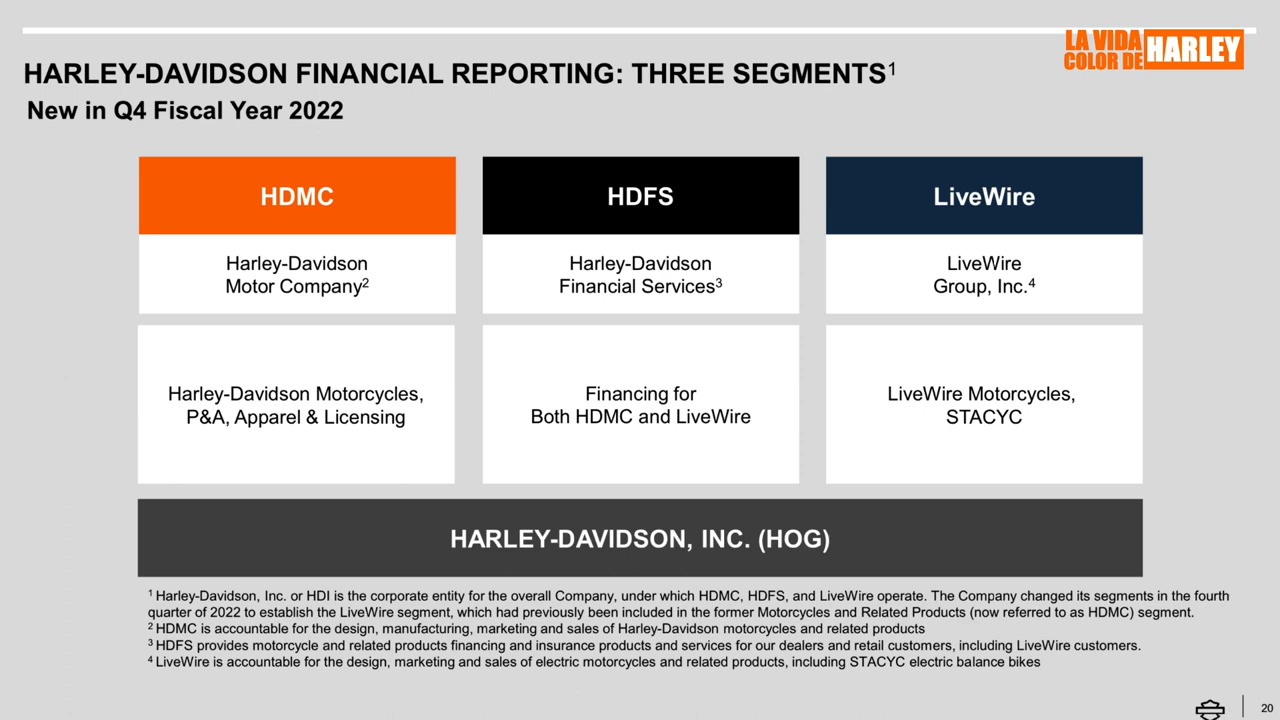 LA VIDA
COLOR DE HARLEY
HARLEY-DAVIDSON FINANCIAL REPORTING: THREE SEGMENTS¹
New in Q4 Fiscal Year 2022
HDMC
HDFS
LiveWire
Harley-Davidson
Motor Company²
Harley-Davidson
Financial Services³
LiveWire
Group, Inc.⁴
Harley-Davidson Motorcycles,
P&A, Apparel & Licensing
Financing for
Both HDMC and LiveWire
LiveWire Motorcycles,
STACYC
HARLEY-DAVIDSON, INC. (HOG)
¹ Harley-Davidson, Inc. or HDI is the corporate entity for the overall Company, under which HDMC, HDFS, and LiveWire operate. The Company changed its segments in the fourth
quarter of 2022 to establish the LiveWire segment, which had previously been included in the former Motorcycles and Related Products (now referred to as HDMC) segment.
² HDMC is accountable for the design, manufacturing, marketing and sales of Harley-Davidson motorcycles and related products
³ HDFS provides motorcycle and related products financing and insurance products and services for our dealers and retail customers, including LiveWire customers.
⁴ LiveWire is accountable for the design, marketing and sales of electric motorcycles and related products, including STACYC electric balance bikes
20